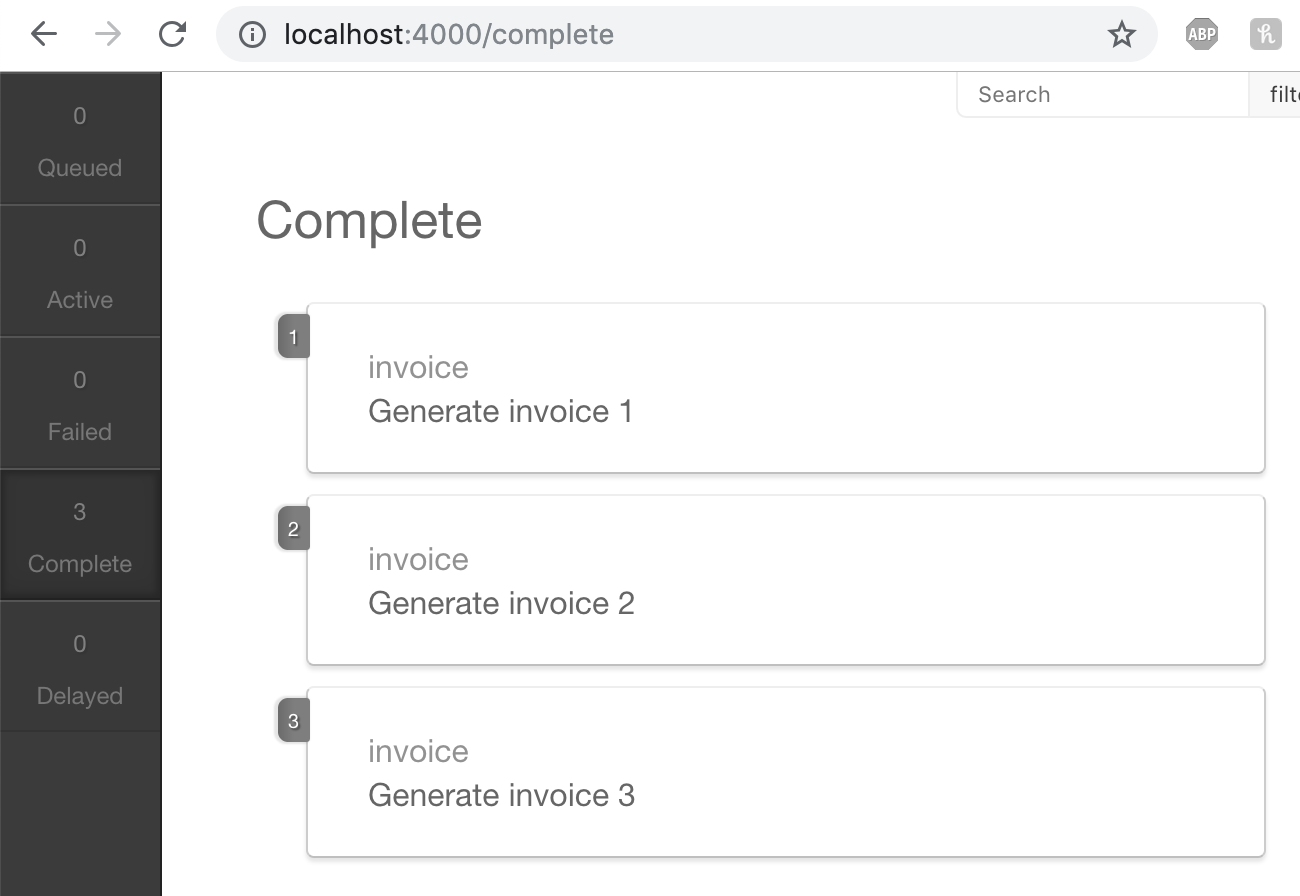 localhost:4000/complete
ABP
h
Search
filt
0
Queued
0
Active
0
Failed
3
Complete
0
Delayed
Complete
1
invoice
Generate invoice 1
2
invoice
Generate invoice 2
3
invoice
Generate invoice 3